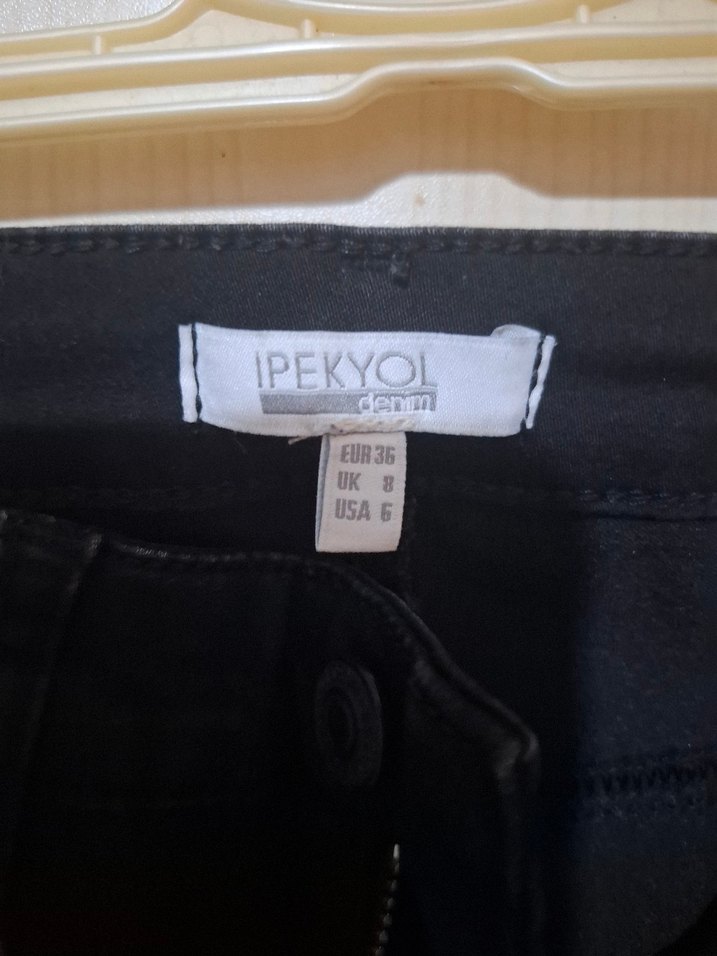 IPEKYOL
denim
EUR 36
UK 8
USA 6